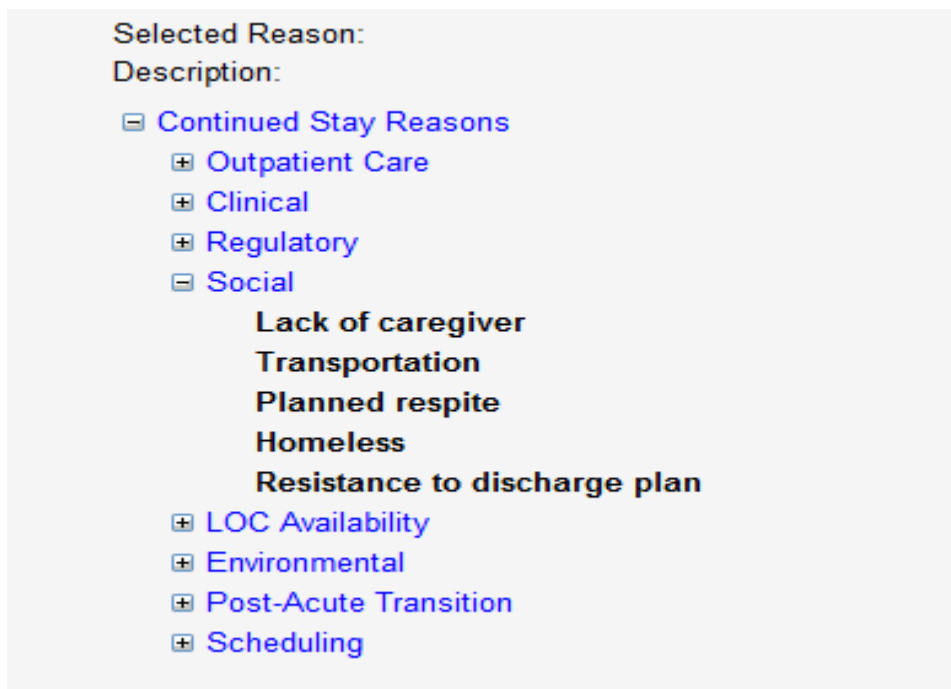 Selected Reason:
Description:
Continued Stay Reasons
Outpatient Care
Clinical
Regulatory
Social
Lack of caregiver
Transportation
Planned respite
Homeless
Resistance to discharge plan
LOC Availability
Environmental
Post-Acute Transition
Scheduling